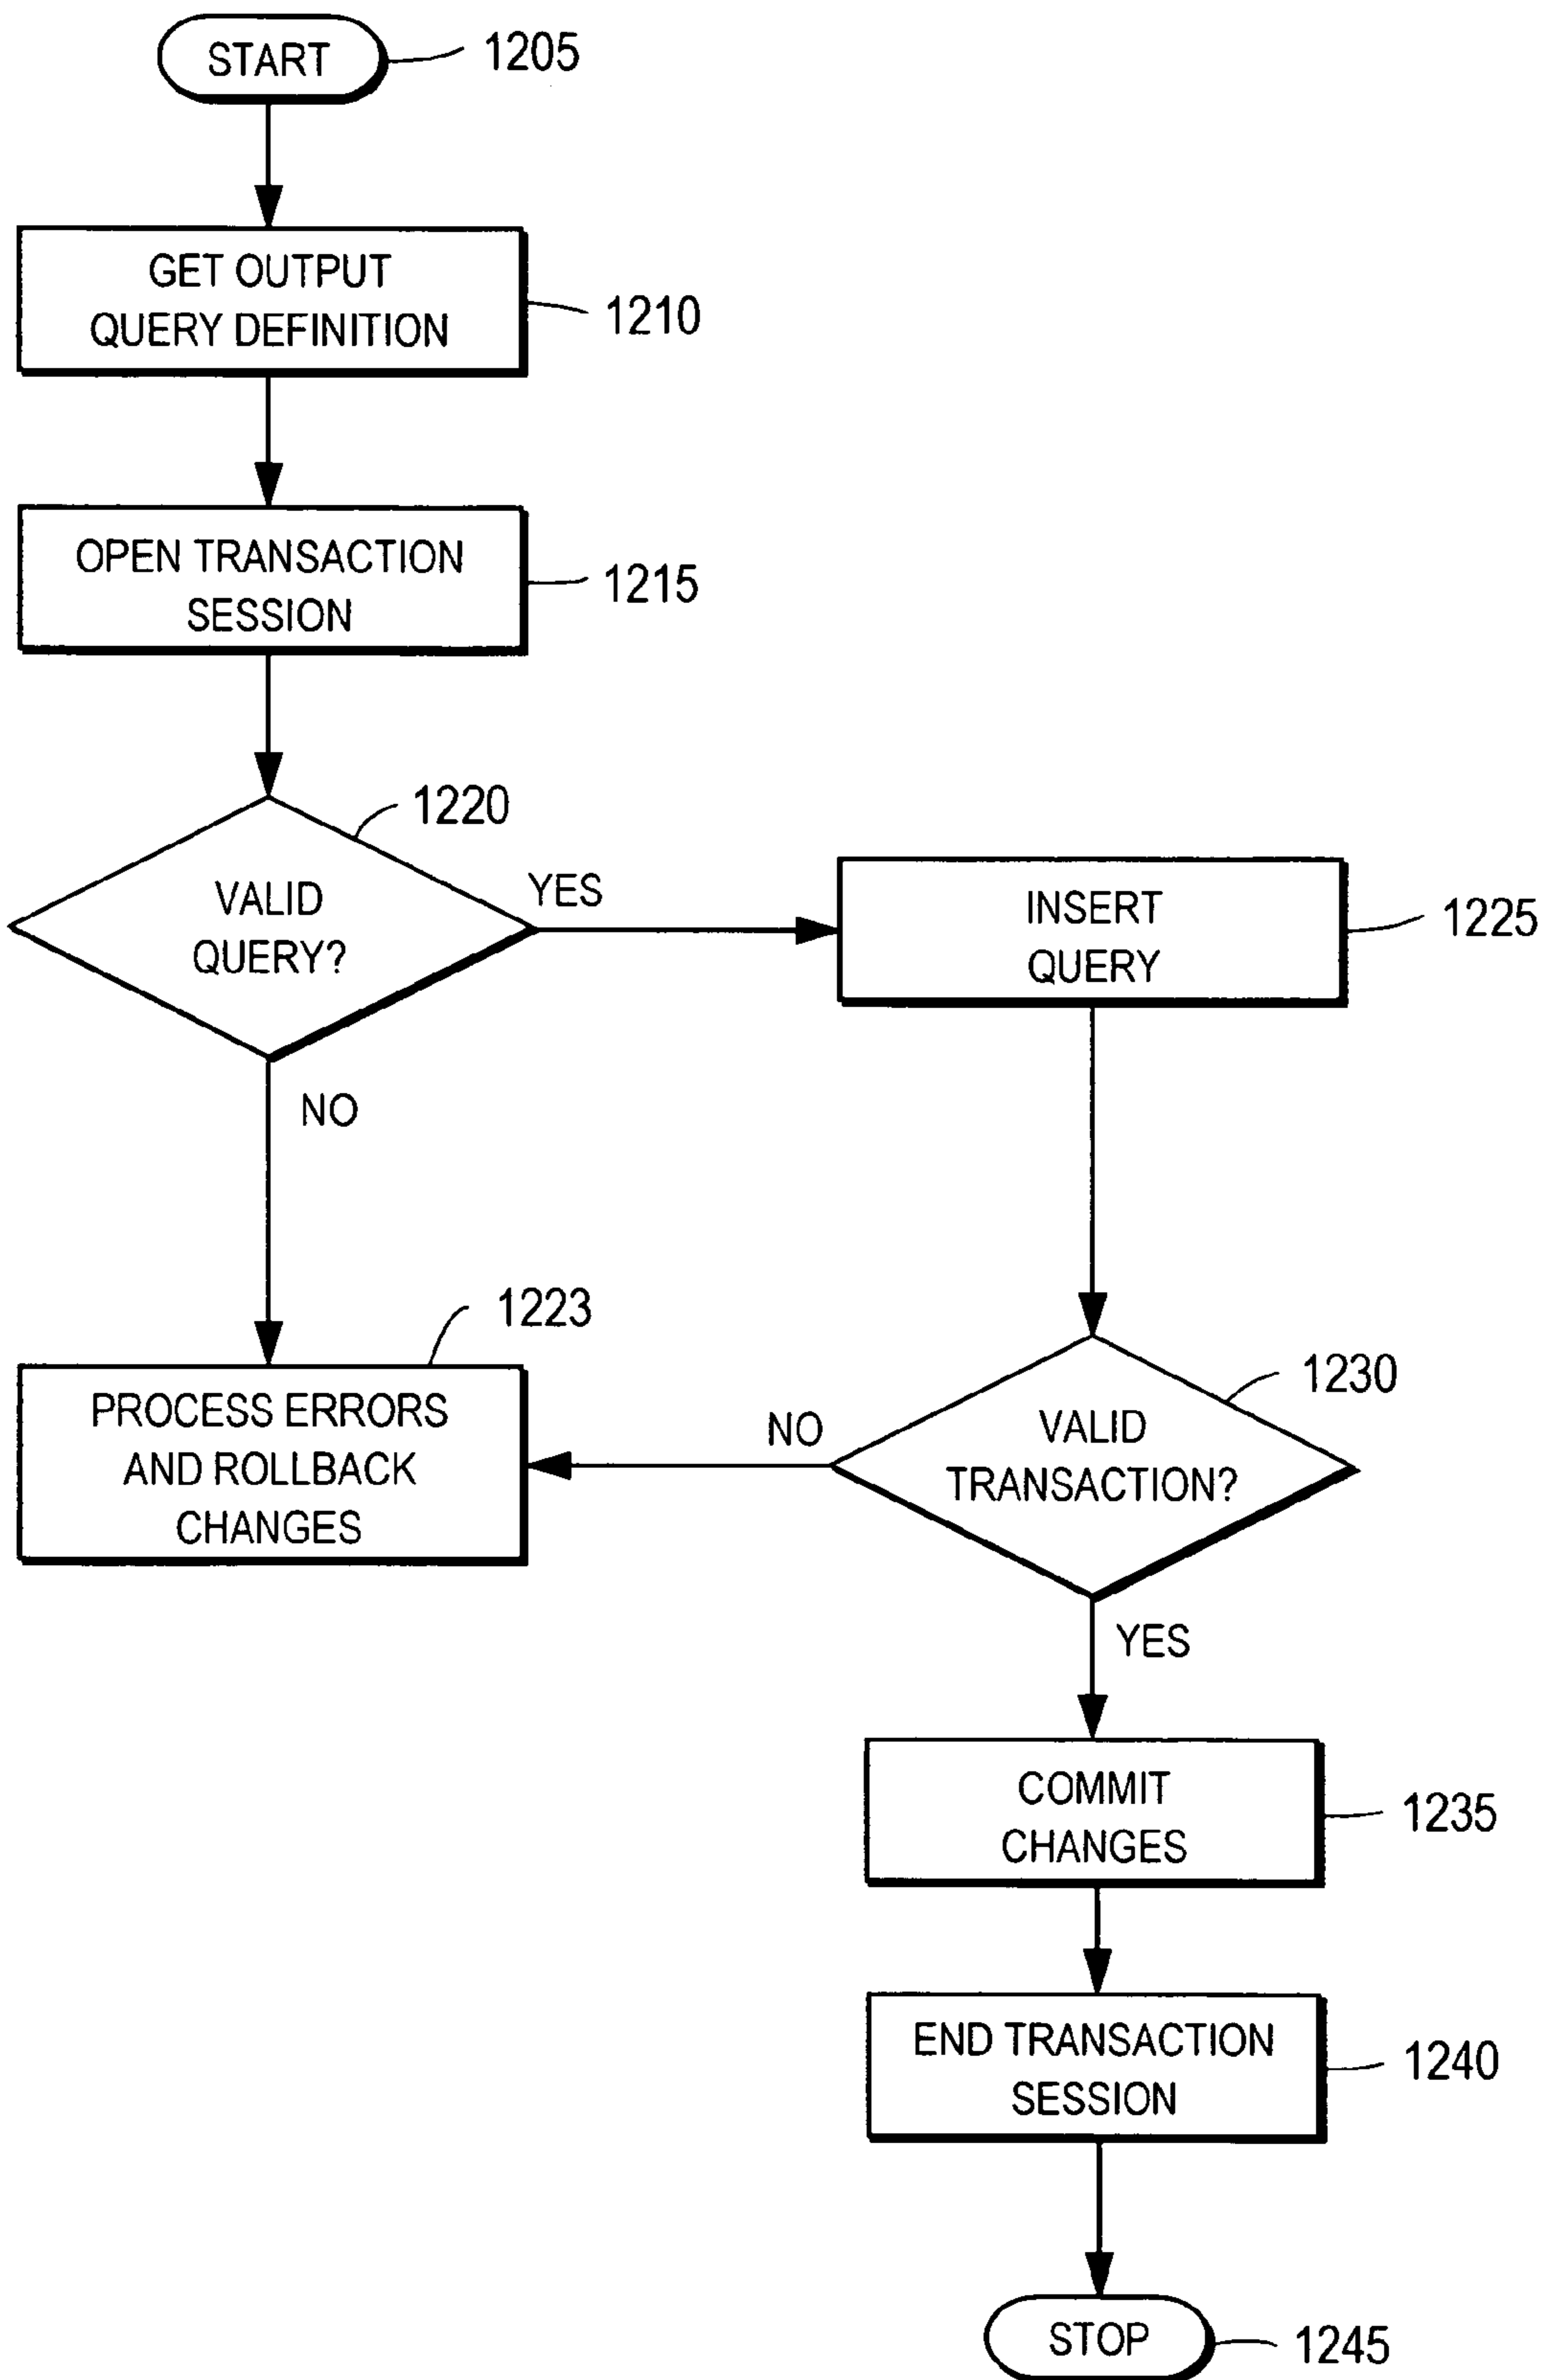 START
1205
GET OUTPUT
QUERY DEFINITION
1210
OPEN TRANSACTION
SESSION
1215
1220
VALID
QUERY?
YES
INSERT
QUERY
1225
NO
1223
PROCESS ERRORS
AND ROLLBACK
CHANGES
NO
1230
VALID
TRANSACTION?
YES
COMMIT
CHANGES
1235
END TRANSACTION
SESSION
1240
STOP
1245